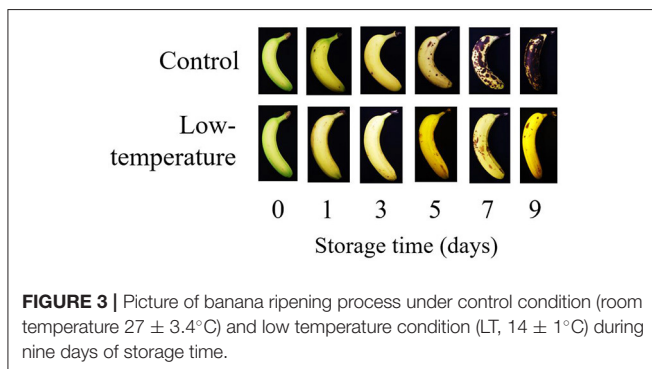 Control
Low-
temperature
0 1 3 5 7 9
Storage time (days)
FIGURE 3 | Picture of banana ripening process under control condition (room
temperature 27 ± 3.4°C) and low temperature condition (LT, 14 ± 1°C) during
nine days of storage time.